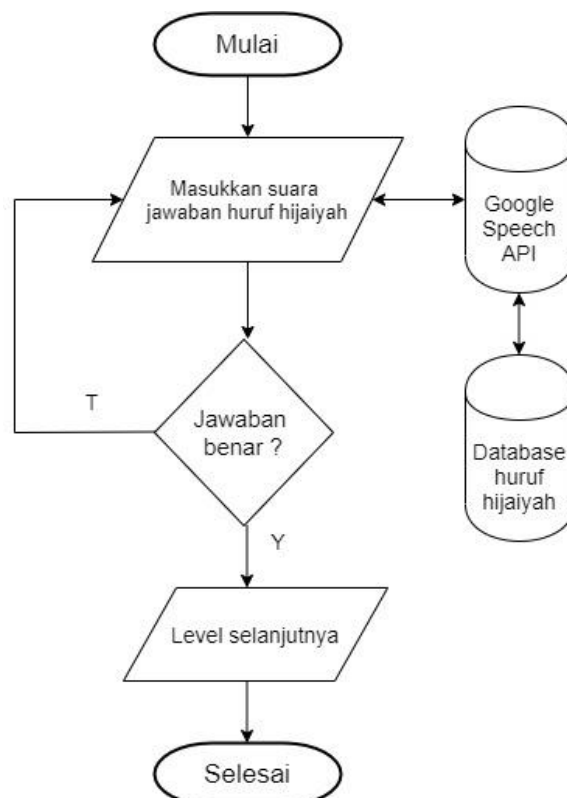 Mulai
Masukkan suara
jawaban huruf hijaiyah
Google
Speech
API
T
Jawaban
benar ?
Database
huruf
hijaiyah
Y
Level selanjutnya
Selesai